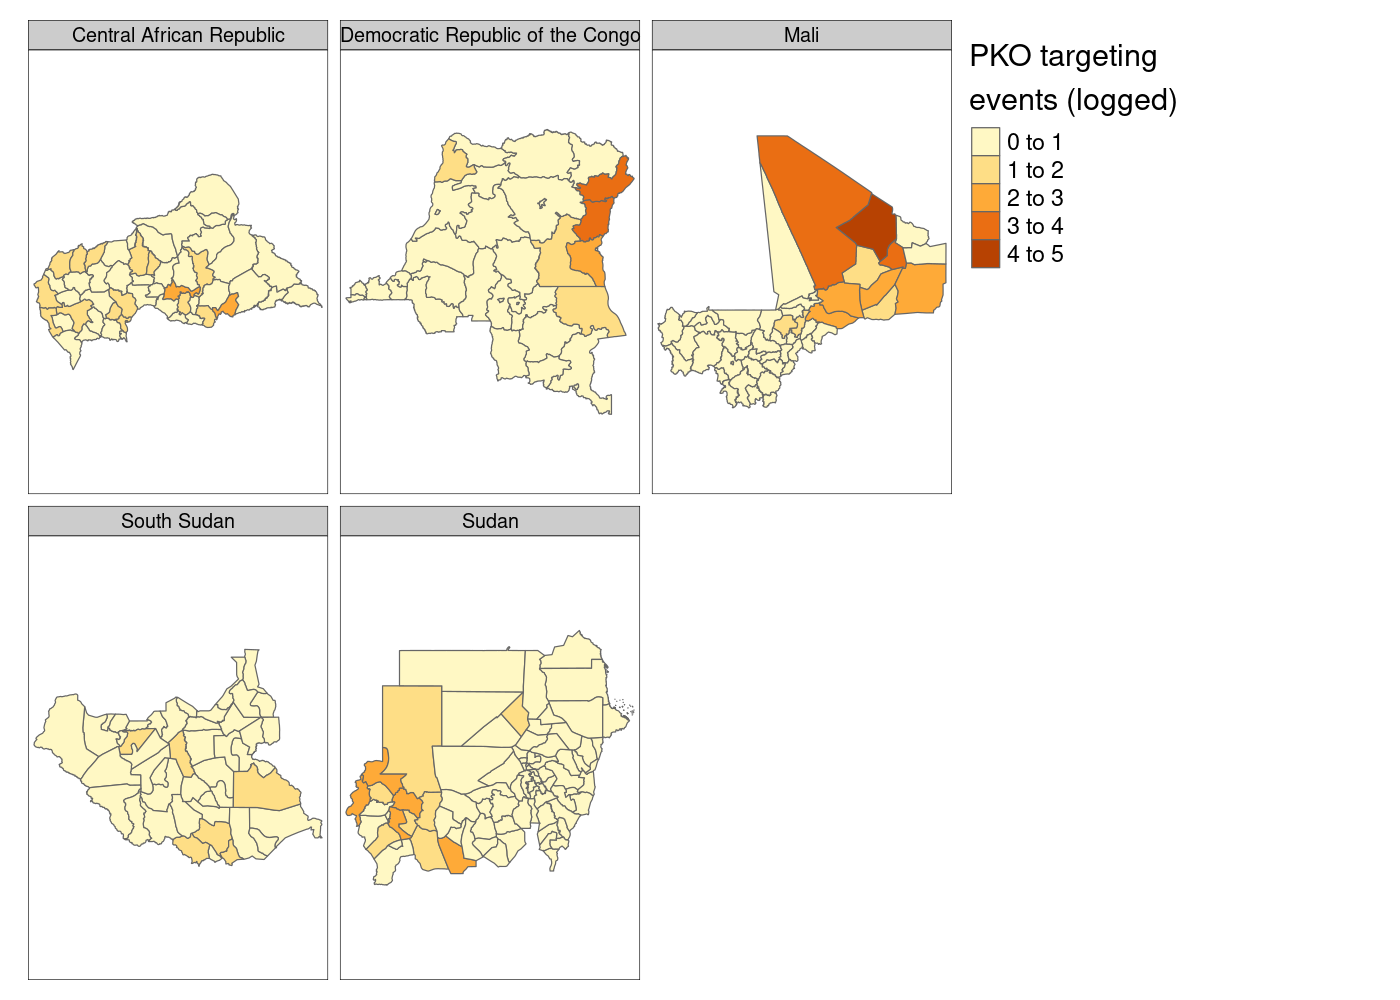 Central African Republic
Democratic Republic of the Congo
Mali
PKO targeting
events (logged)
0 to 1
1 to 2
2 to 3
3 to 4
4 to 5
South Sudan
Sudan